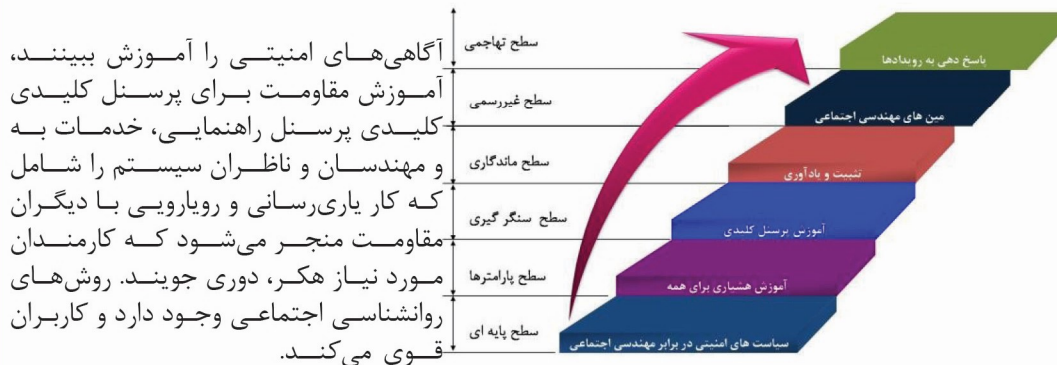 آگاهی‌های امنیتی را آموزش ببینند،
آموزش مقاومت برای پرسنل کلیدی
کلیدی پرسنل راهنمایی، خدمات به
و مهندسان و ناظران سیستم را شامل
که کار یاری‌رسانی و رویارویی با دیگران
مقاومت منجر می‌شود که کارمندان
مورد نیاز هکر، دوری جویند. روش‌های
روانشناسی اجتماعی وجود دارد و کاربران
قوی می‌کند.
سطح تهاجمی
سطح غیررسمی
سطح ماندگاری
سطح سنگر گیری
سطح پارامترها
سطح پایه ای
پاسخ دهی به رویدادها
مین های مهندسی اجتماعی
تثبیت و یادآوری
آموزش پرسنل کلیدی
آموزش هشیاری برای همه
سیاست های امنیتی در برابر مهندسی اجتماعی